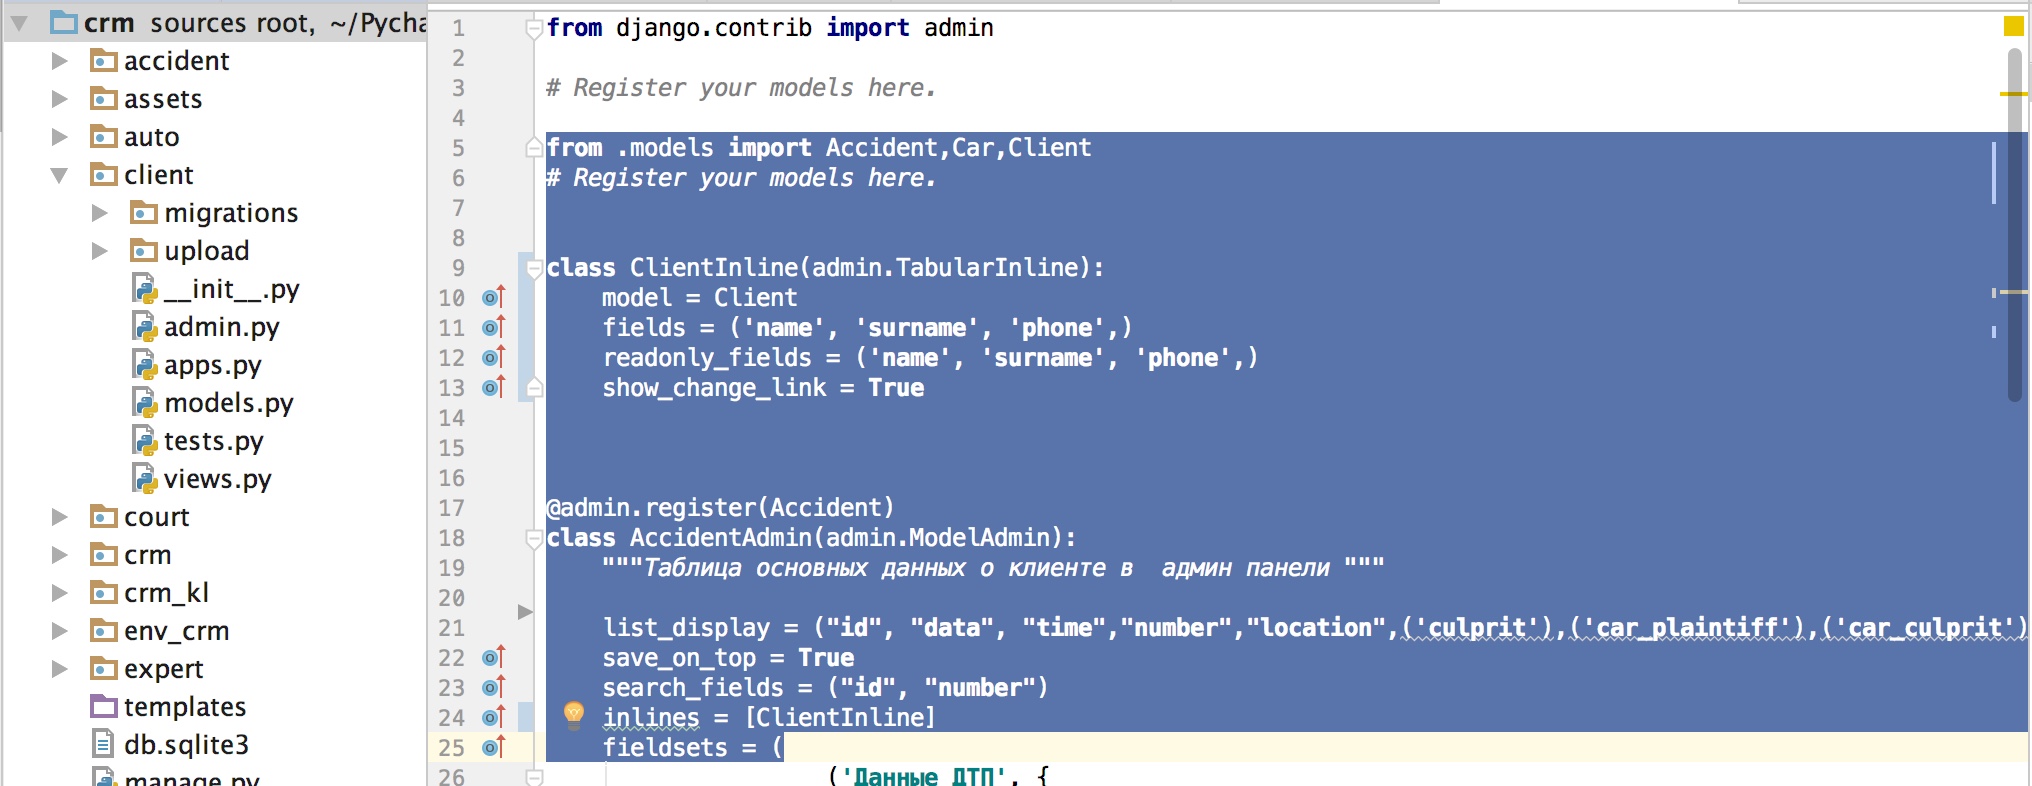 crm sources root, ~/Pycha
accident
assets
auto
client
migrations
upload
__init__.py
admin.py
apps.py
models.py
tests.py
views.py
court
crm
crm_kl
env_crm
expert
templates
db.sqlite3
manage.py
1 from django.contrib import admin
2
3 # Register your models here.
4
5 from .models import Accident,Car,Client
6 # Register your models here.
7
8
9 class ClientInline(admin.TabularInline):
10 model = Client
11 fields = ('name', 'surname', 'phone',)
12 readonly_fields = ('name', 'surname', 'phone',)
13 show_change_link = True
14
15
16
17 @admin.register(Accident)
18 class AccidentAdmin(admin.ModelAdmin):
19 """Таблица основных данных о клиенте в  админ панели """
20
21 list_display = ("id", "data", "time","number","location",('culprit'),('car_plaintiff'),('car_culprit')
22 save_on_top = True
23 search_fields = ("id", "number")
24 inlines = [ClientInline]
25 fieldsets = (
26 ('Данные ДТП', {